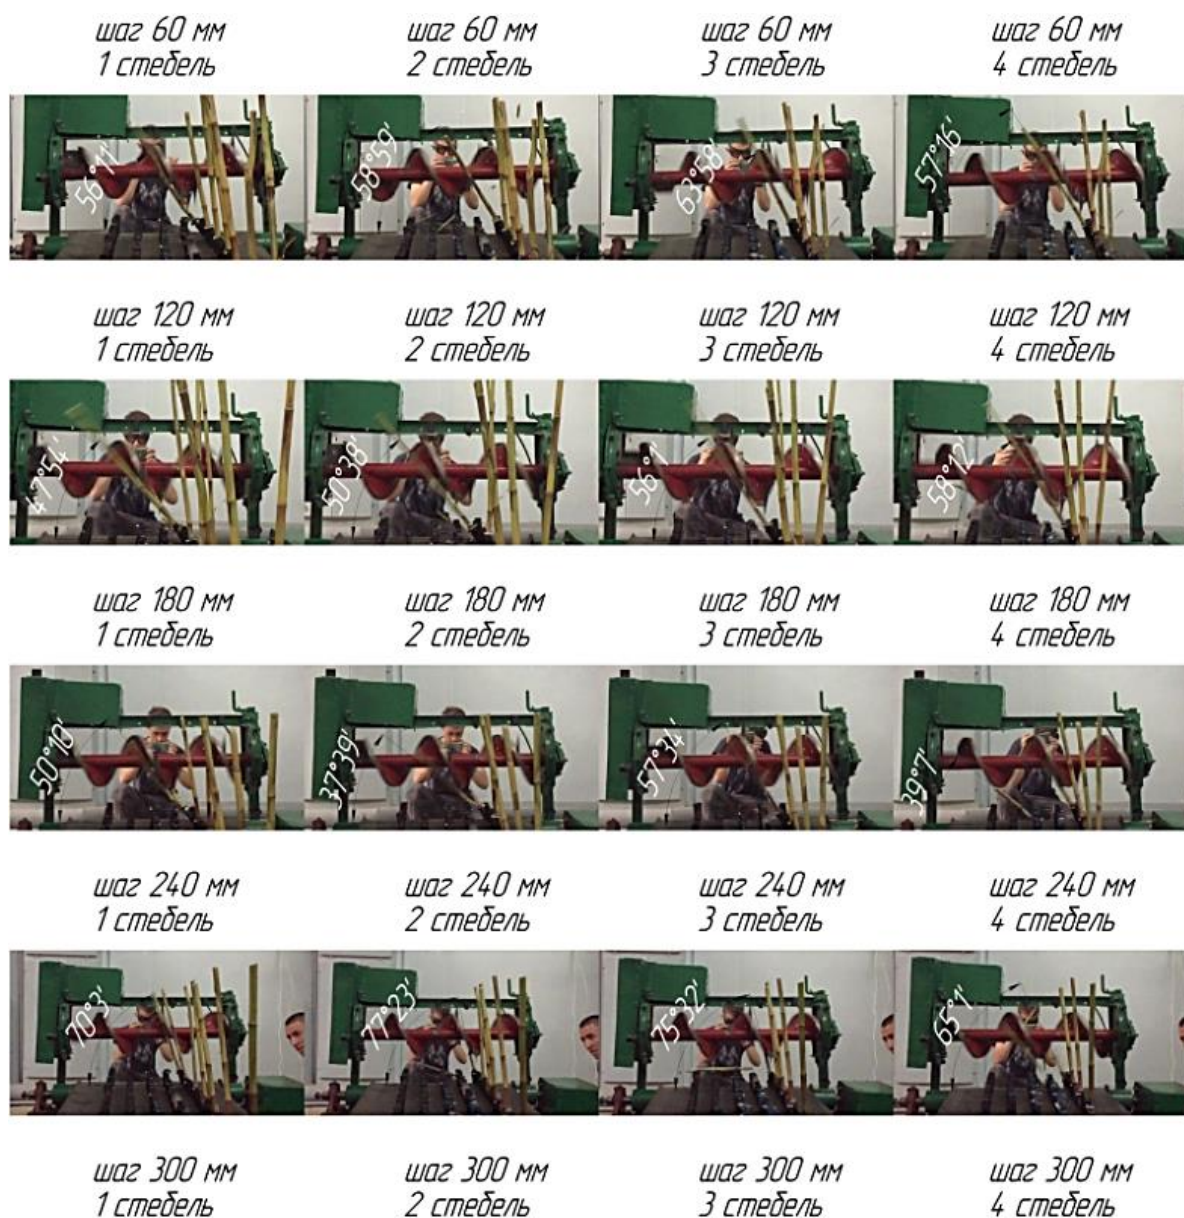 шаг 60 мм шаг 60 мм шаг 60 мм шаг 60 мм
1 стебель 2 стебель 3 стебель 4 стебель
56°11' 58°59' 63°58' 57°16'
шаг 120 мм шаг 120 мм шаг 120 мм шаг 120 мм
1 стебель 2 стебель 3 стебель 4 стебель
47°54' 50°38' 56°1' 58°12'
шаг 180 мм шаг 180 мм шаг 180 мм шаг 180 мм
1 стебель 2 стебель 3 стебель 4 стебель
50°10' 37°39' 57°34' 39°7'
шаг 240 мм шаг 240 мм шаг 240 мм шаг 240 мм
1 стебель 2 стебель 3 стебель 4 стебель
70°3' 77°23' 75°32' 65°1'
шаг 300 мм шаг 300 мм шаг 300 мм шаг 300 мм
1 стебель 2 стебель 3 стебель 4 стебель